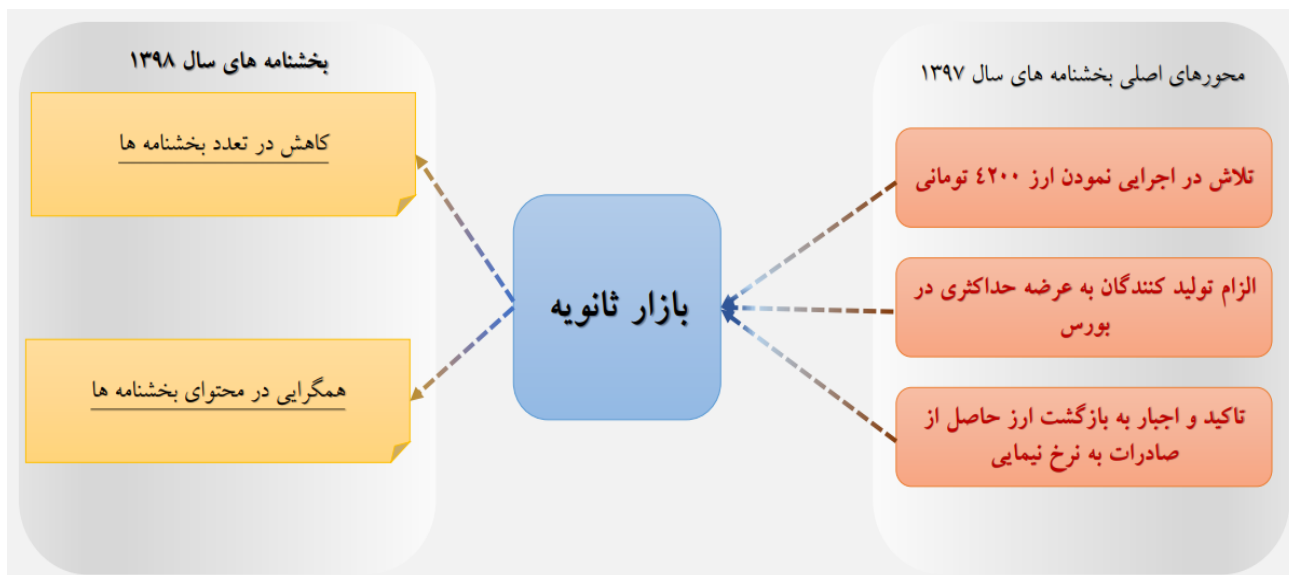 محورهای اصلی بخشنامه های سال ۱۳۹۷
تلاش در اجرایی نمودن ارز ٤٢٠٠ تومانی
الزام تولید کنندگان به عرضه حداکثری در
بورس
تاکید و اجبار به بازگشت ارز حاصل از
صادرات به نرخ نیمایی
بازار ثانویه
بخشنامه های سال ۱۳۹۸
کاهش در تعدد بخشنامه ها
همگرایی در محتوای بخشنامه ها